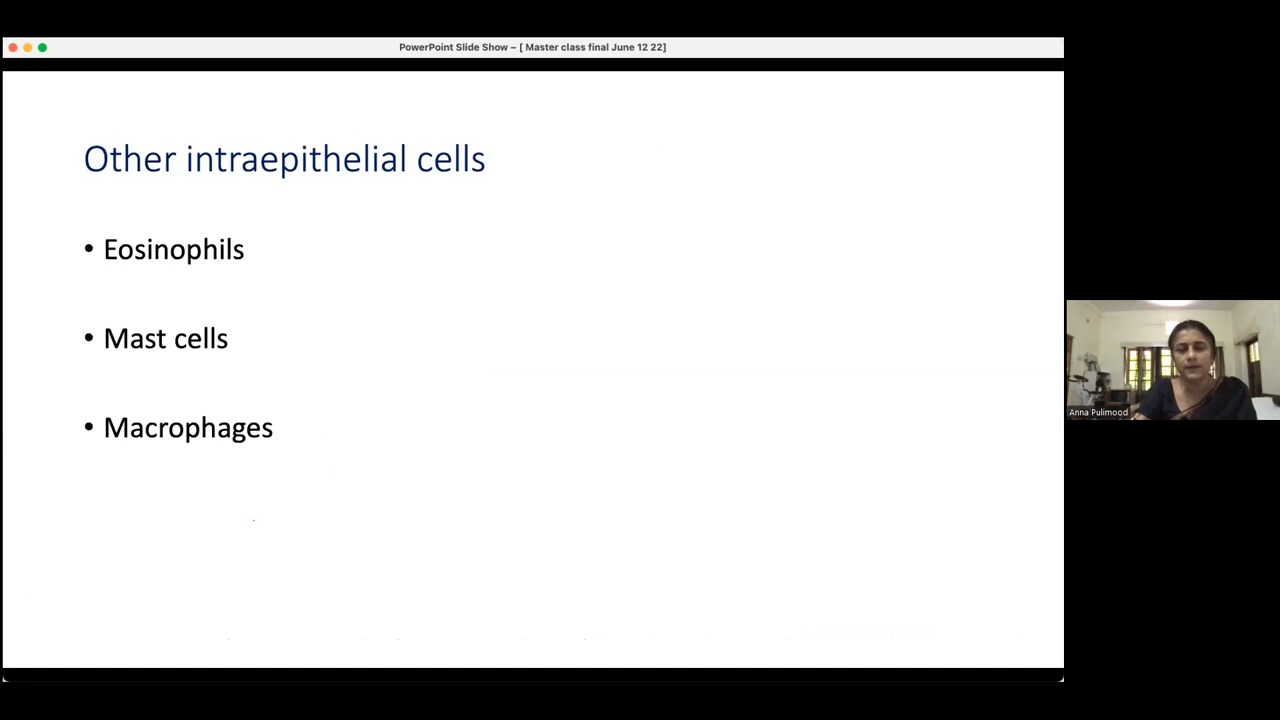 PowerPoint Slide Show – [ Master class final June 12 22]
Other intraepithelial cells
• Eosinophils
• Mast cells
• Macrophages
Anna Pulimood